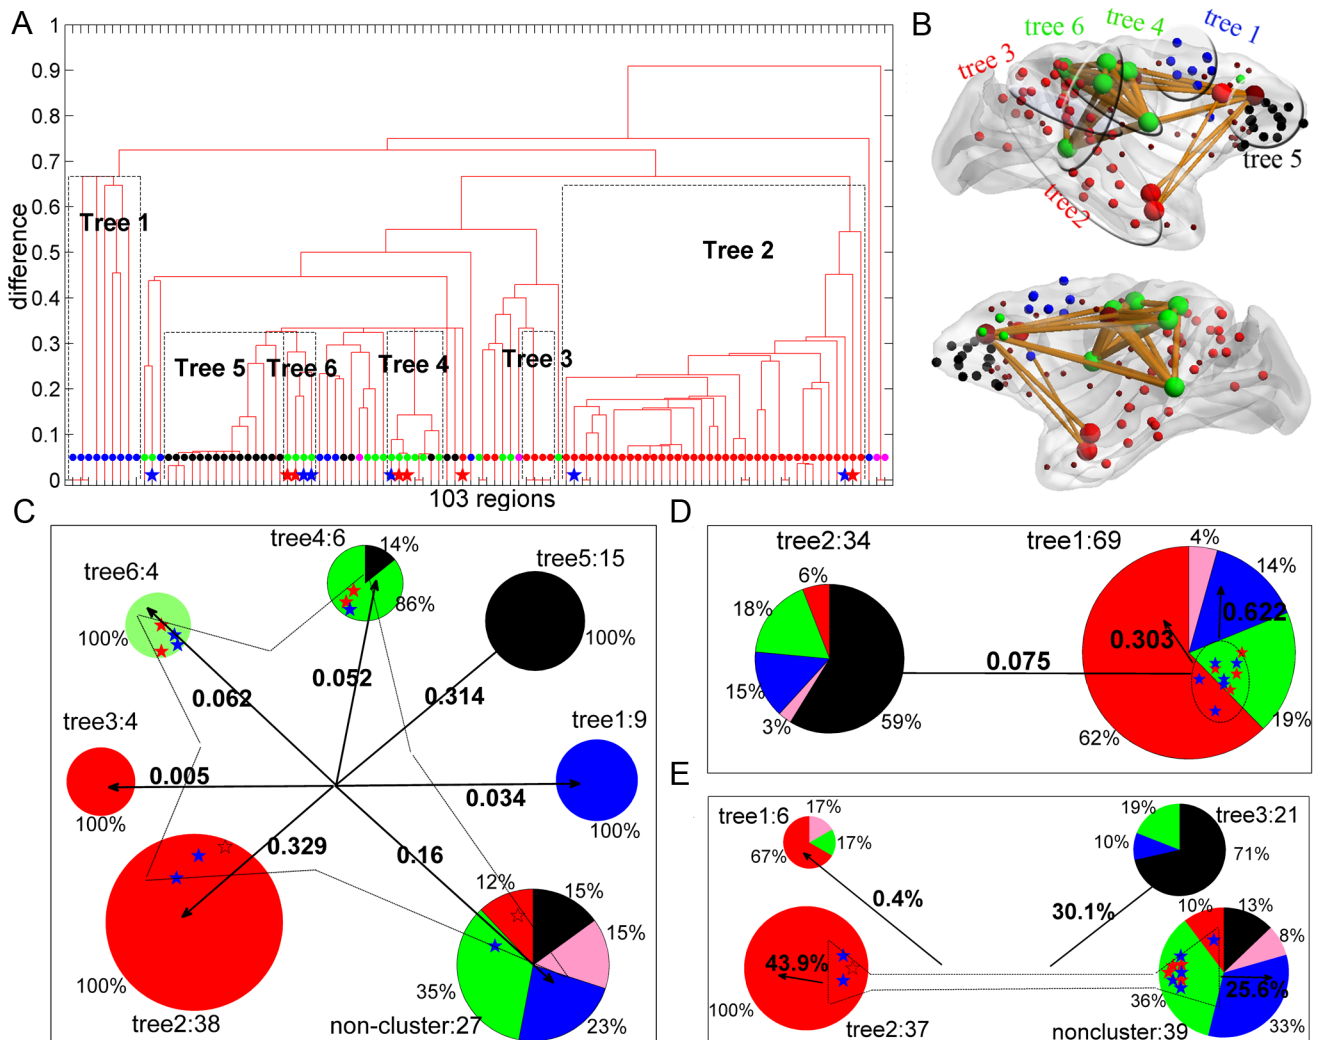 A
1
0.9
0.8
0.7
0.6
0.5
0.4
0.3
0.2
0.1
0
difference
Tree 1
Tree 2
Tree 5
Tree 6
Tree 4
Tree 3
103 regions
B
tree 3
tree 6
tree 4
tree 1
tree 5
tree2
C
tree4:6
14%
86%
tree5:15
100%
tree6:4
100%
0.062
0.052
0.314
tree3:4
0.005
100%
tree1:9
0.034
100%
0.329
0.16
100%
tree2:38
12%
15%
15%
35%
23%
non-cluster:27
D
tree2:34
6%
18%
15%
3%
59%
0.075
tree1:69
4%
14%
0.622
0.303
19%
62%
E
tree1:6
17%
17%
67%
0.4%
19%
10%
tree3:21
71%
30.1%
43.9%
100%
tree2:37
10%
13%
8%
25.6%
36%
33%
noncluster:39